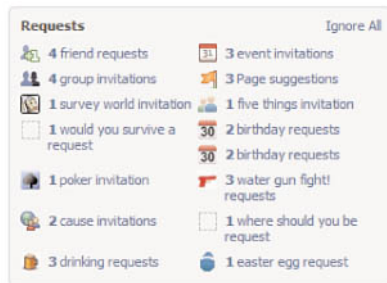 Requests Ignore All
4 friend requests
3 event invitations
4 group invitations
3 Page suggestions
1 survey world invitation
1 five things invitation
1 would you survive a
request
30
2 birthday requests
30
2 birthday requests
1 poker invitation
3 water gun fight!
requests
2 cause invitations
1 where should you be
request
3 drinking requests
1 easter egg request